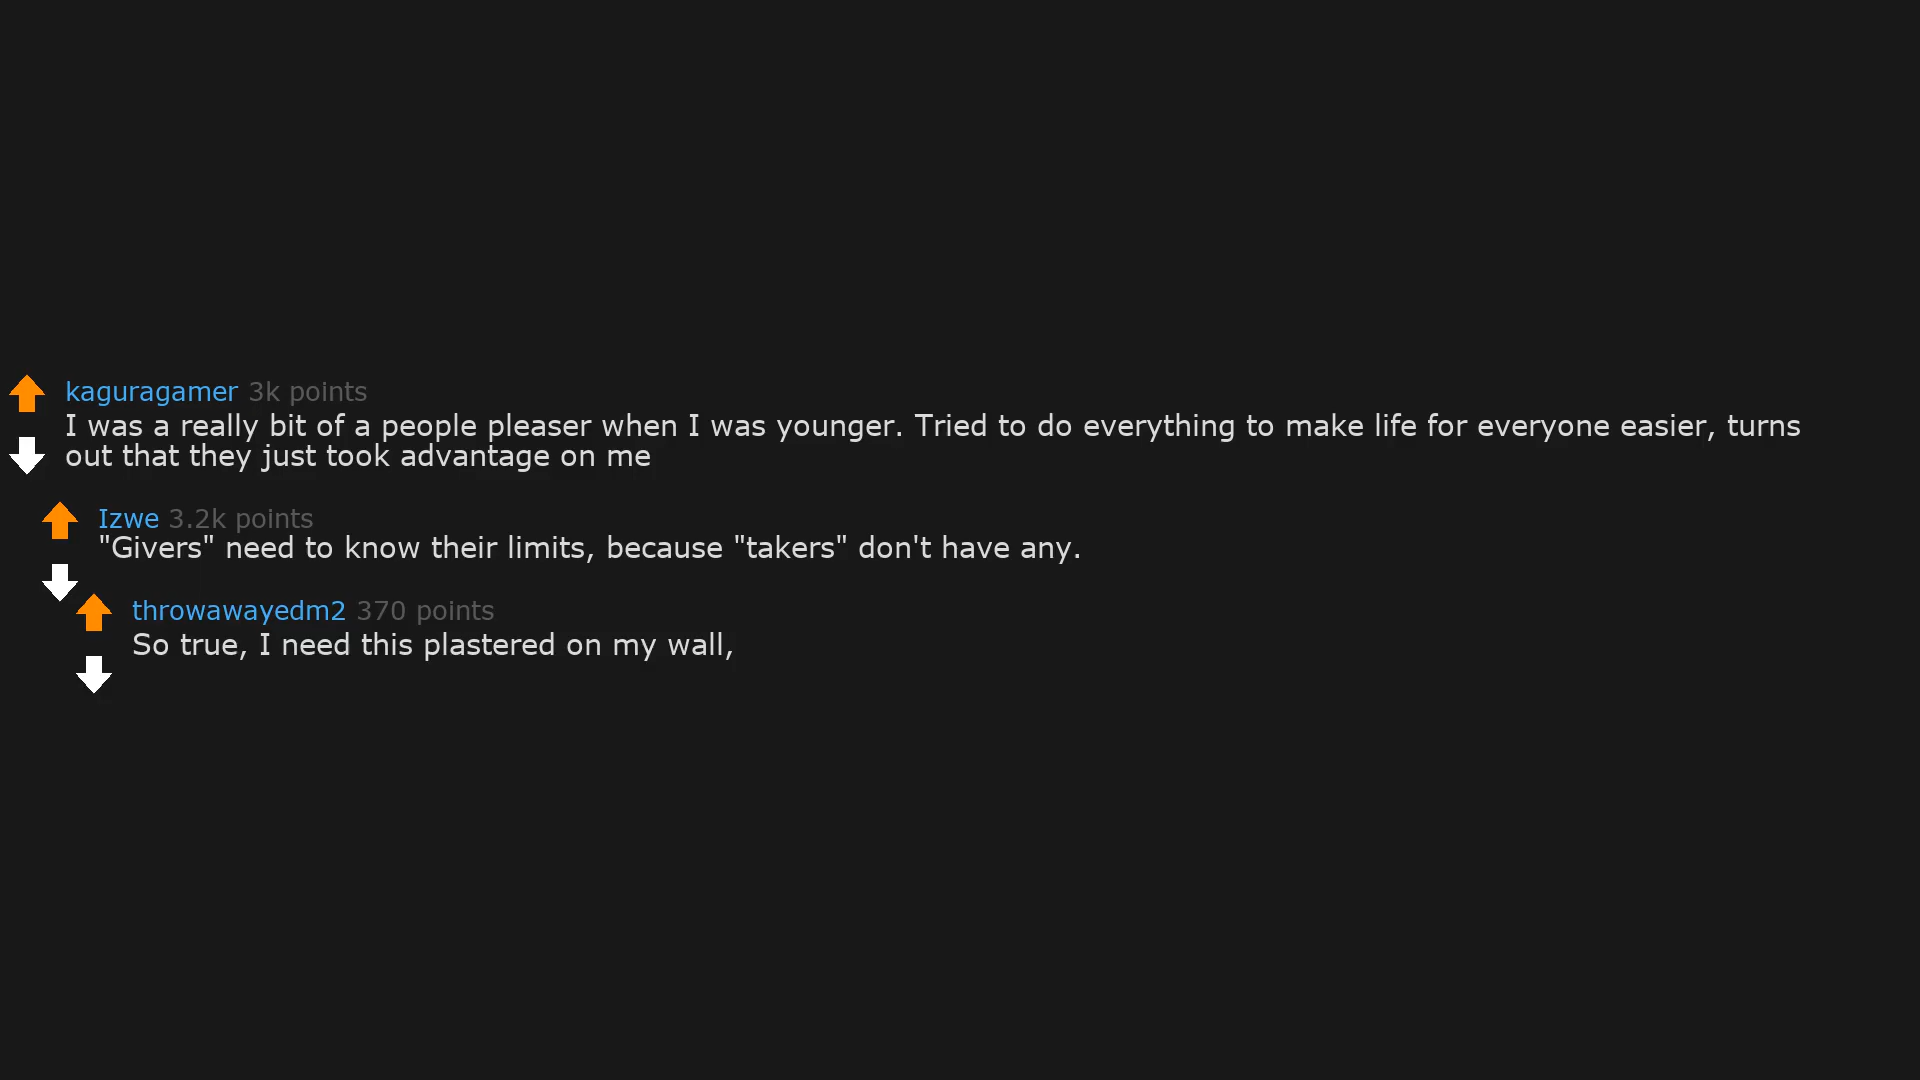 kaguragamer 3k points
I was a really bit of a people pleaser when I was younger. Tried to do everything to make life for everyone easier, turns
out that they just took advantage on me
Izwe 3.2k points
"Givers" need to know their limits, because "takers" don't have any.
throwawayedm2 370 points
So true, I need this plastered on my wall,